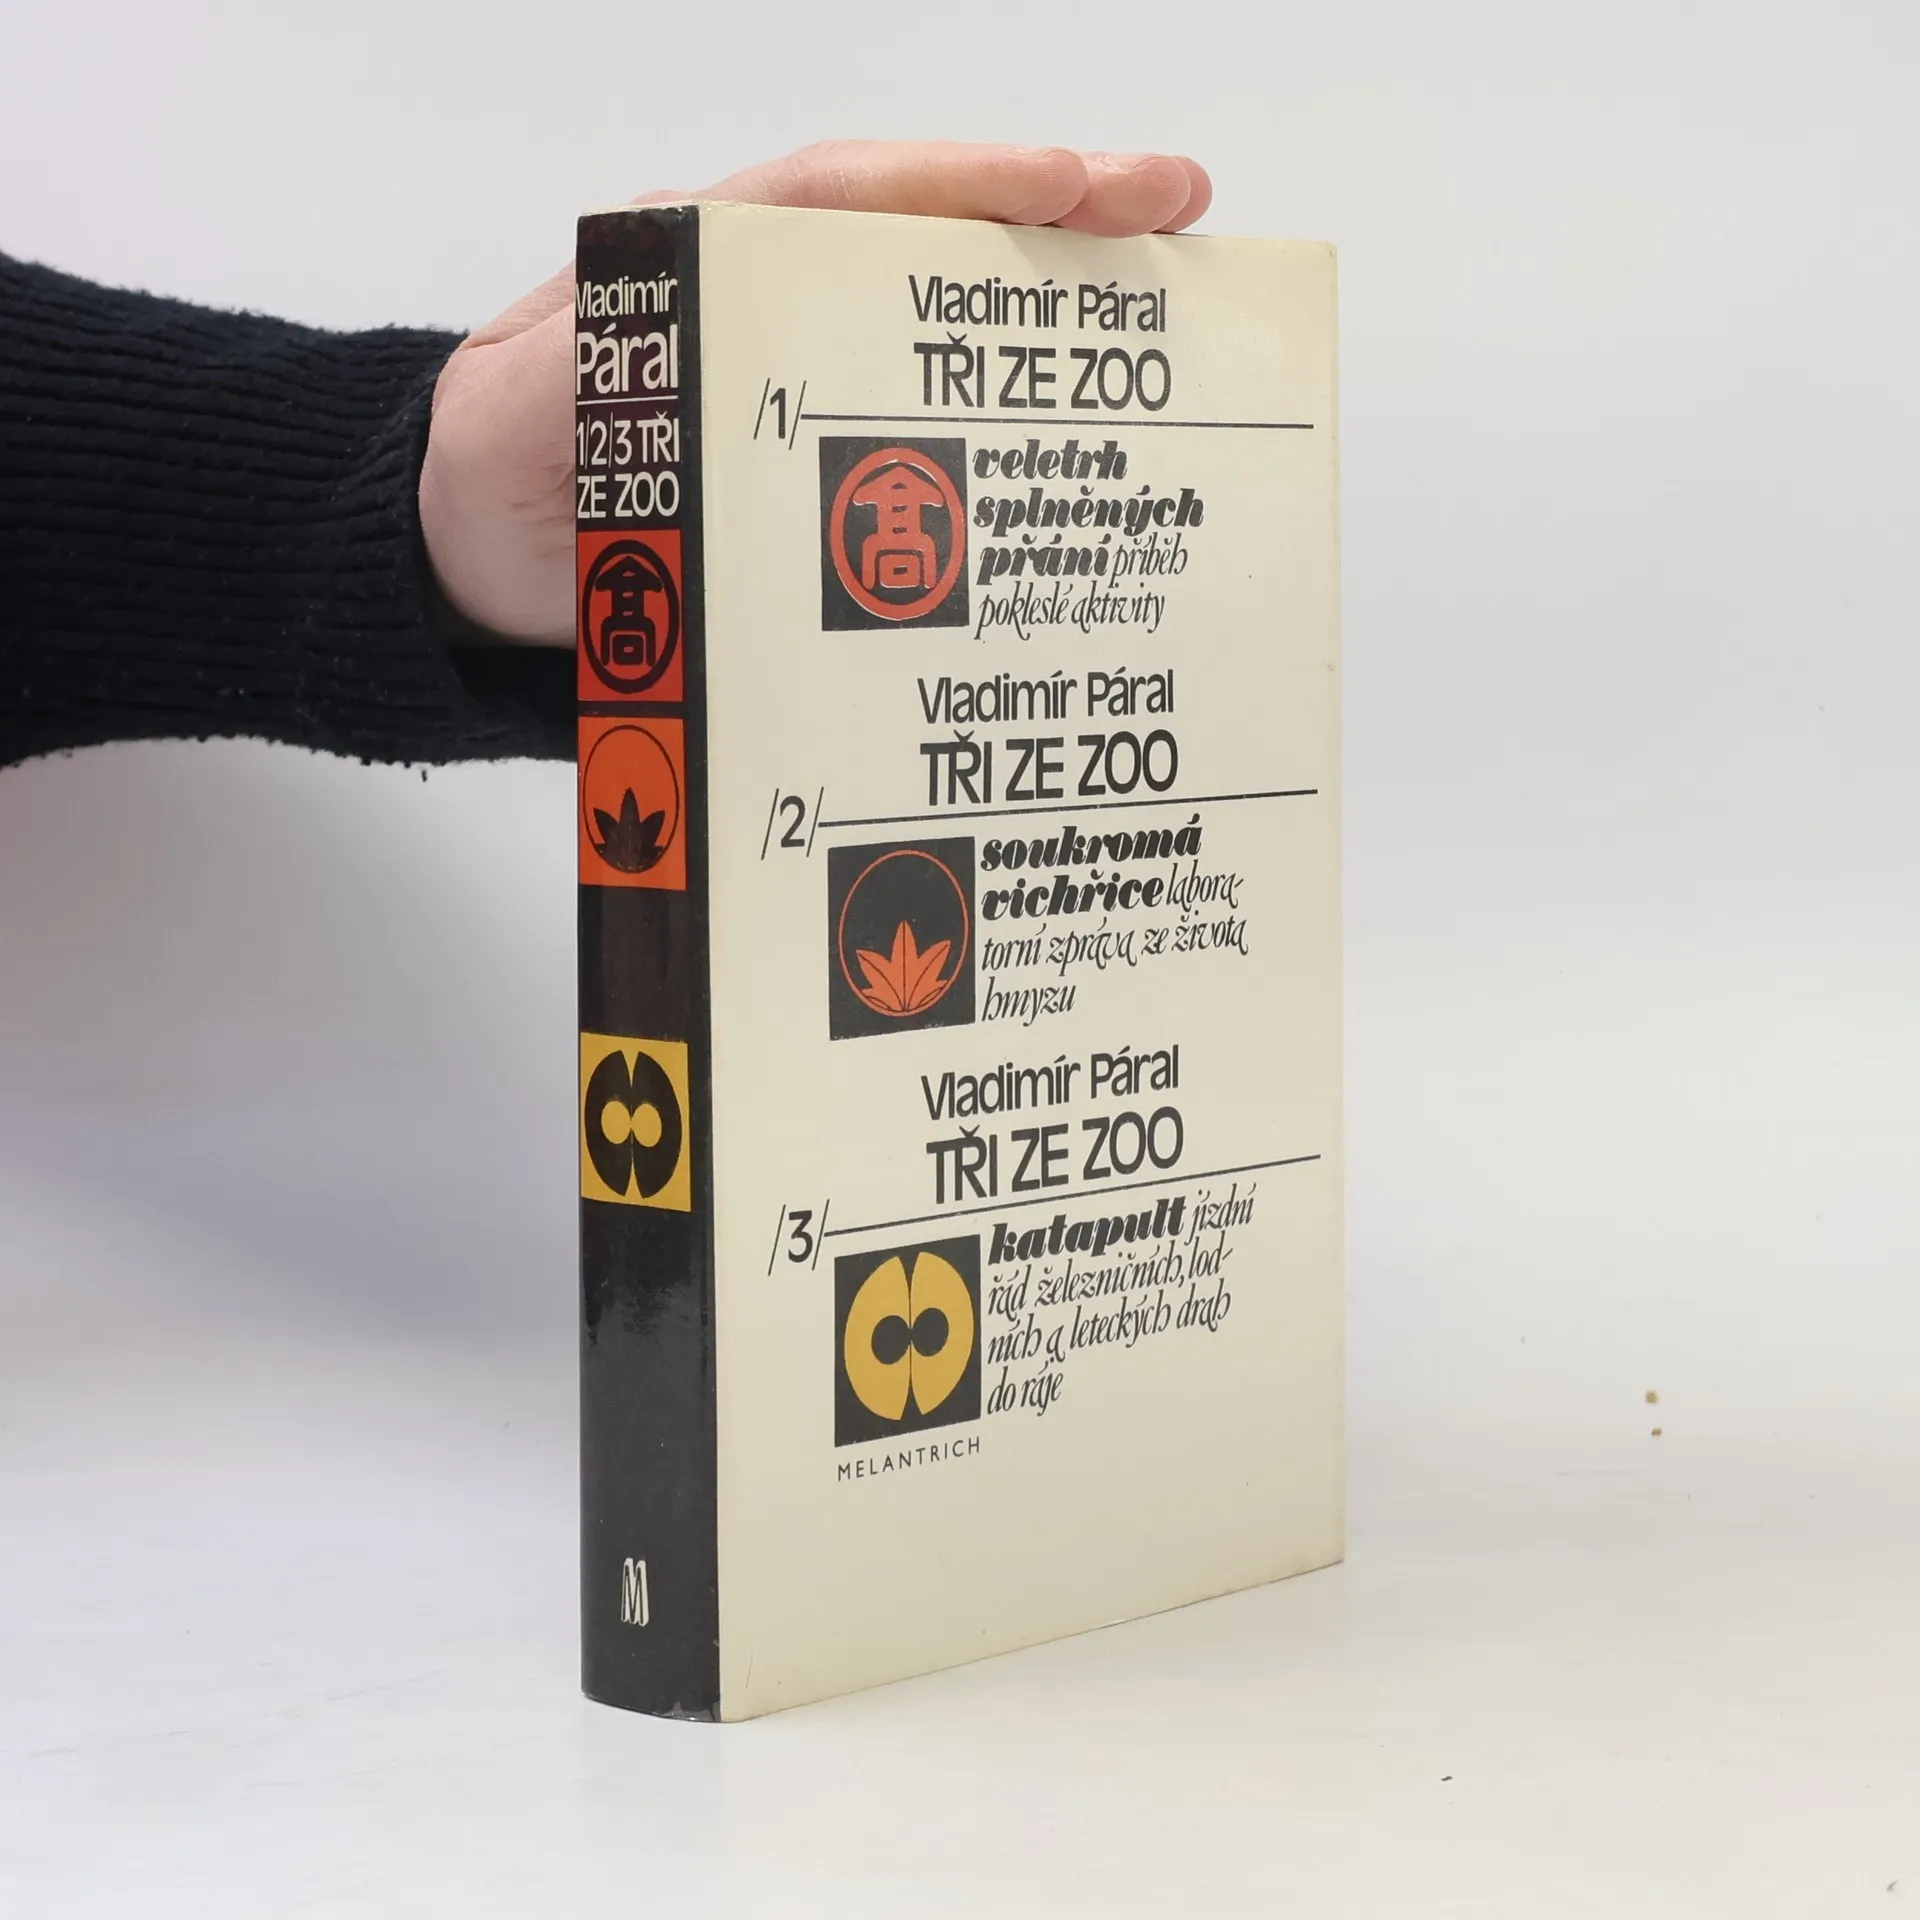 Vladimír
Páral
1/2/3 TŘI
ZE ZOO
高
M
Vladimír Páral
TŘI ZE ZOO
/1/
高
veletrh
splněných
přání příběh
pokleslé aktivity
Vladimír Páral
TŘI ZE ZOO
/2/
soukromá
vichřice labora-
torní zpráva ze života
hmyzu
Vladimír Páral
TŘI ZE ZOO
/3/
katapult jízdní
řád železničních, lod-
ních a leteckých drah
do ráje
MELANTRICH